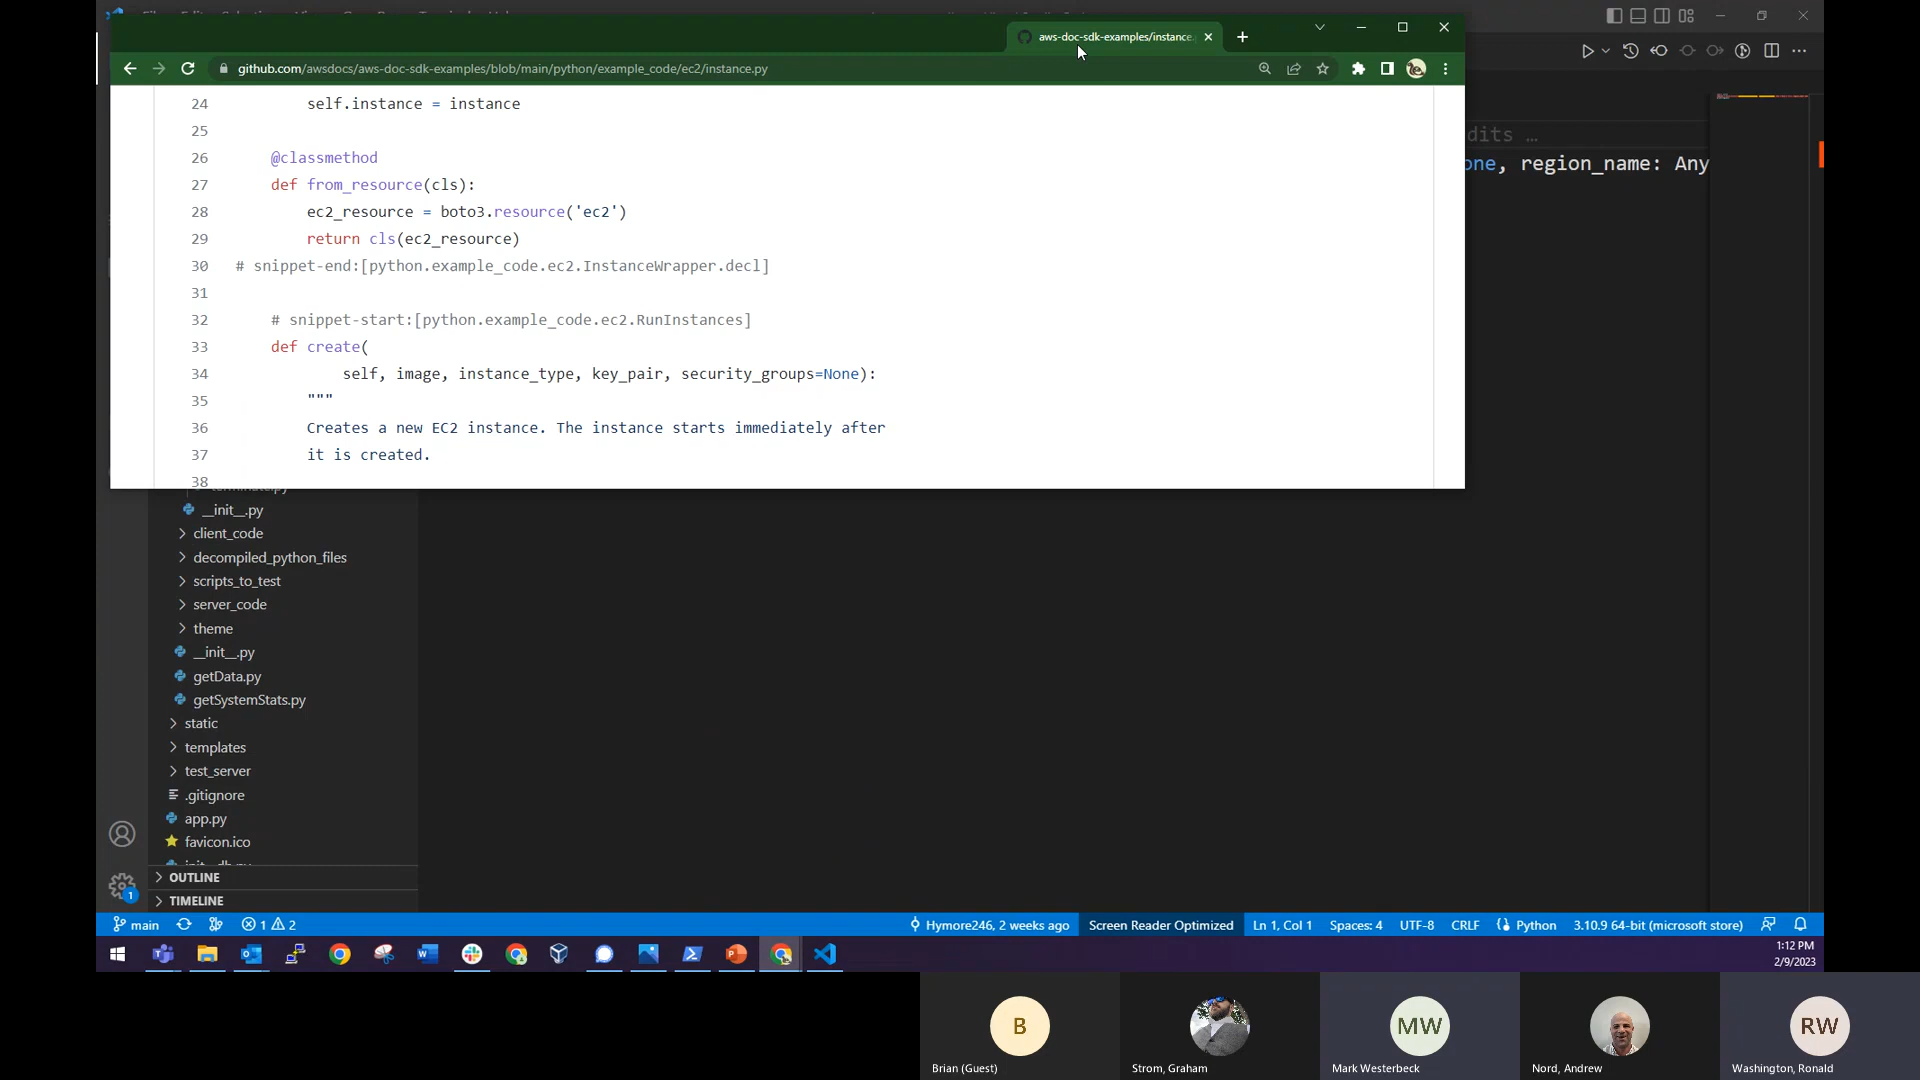 aws-doc-sdk-examples/instance.
github.com/awsdocs/aws-doc-sdk-examples/blob/main/python/example_code/ec2/instance.py
24 self.instance = instance
25
26 @classmethod
27 def from_resource(cls):
28 ec2_resource = boto3.resource('ec2')
29 return cls(ec2_resource)
30 # snippet-end:[python.example_code.ec2.InstanceWrapper.decl]
31
32 # snippet-start:[python.example_code.ec2.RunInstances]
33 def create(
34 self, image, instance_type, key_pair, security_groups=None):
35 """
36 Creates a new EC2 instance. The instance starts immediately after
37 it is created.
38
dits …
one, region_name: Any
__init__.py
client_code
decompiled_python_files
scripts_to_test
server_code
theme
__init__.py
getData.py
getSystemStats.py
static
templates
test_server
.gitignore
app.py
favicon.ico
OUTLINE
TIMELINE
1
main 1 2 Hymore246, 2 weeks ago Screen Reader Optimized Ln 1, Col 1 Spaces: 4 UTF-8 CRLF Python 3.10.9 64-bit (microsoft store)
1:12 PM
2/9/2023
B MW RW
Brian (Guest) Strom, Graham Mark Westerbeck Nord, Andrew Washington, Ronald